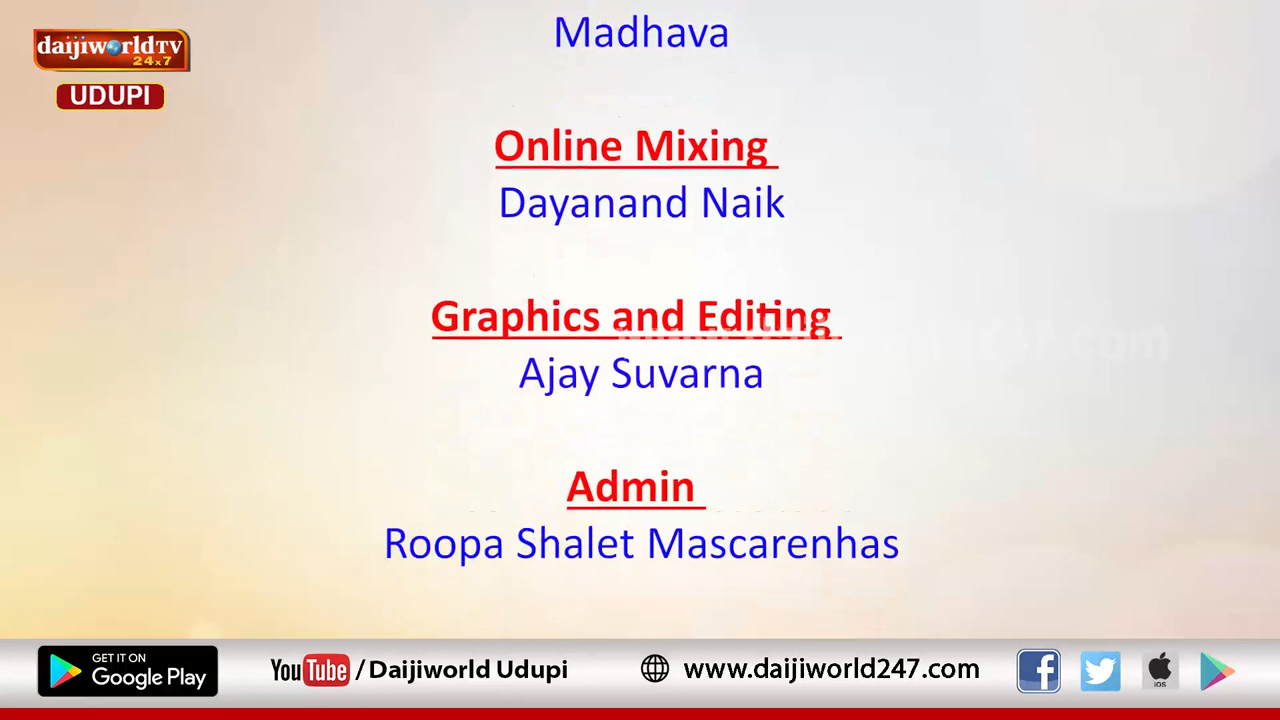 Madhava
daijiworldTV
24x7
UDUPI
Online Mixing
Dayanand Naik
Graphics and Editing
Ajay Suvarna
Admin
Roopa Shalet Mascarenhas
GET IT ON
Google Play
YouTube / Daijiworld Udupi
www.daijiworld247.com
iOS